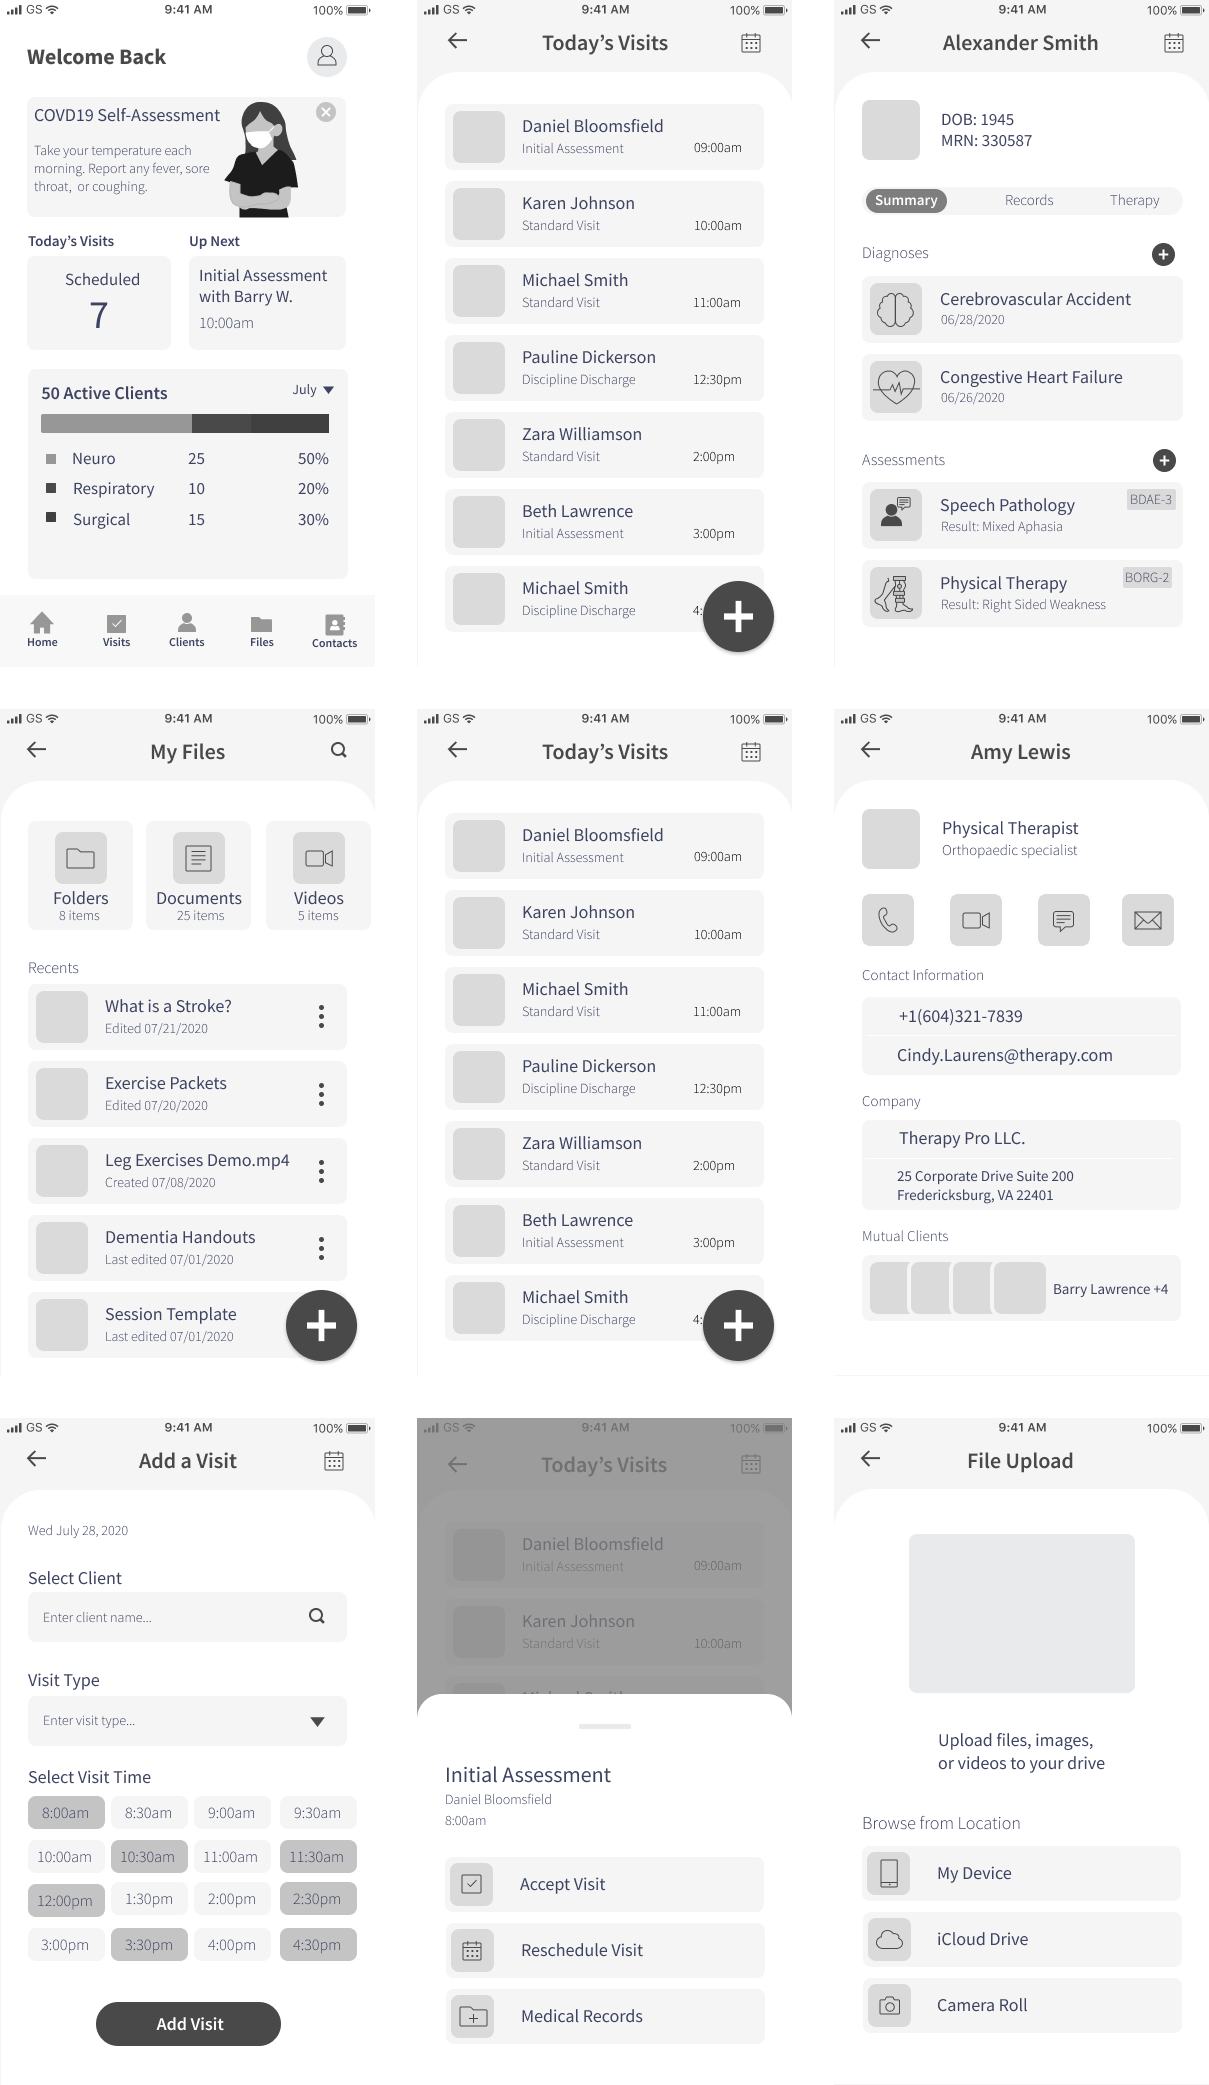 GS 9:41 AM 100%
Welcome Back
COVD19 Self-Assessment
Take your temperature each
morning. Report any fever, sore
throat, or coughing.
Today's Visits
Up Next
Scheduled
7
Initial Assessment
with Barry W.
10:00am
50 Active Clients
July
Neuro 25 50%
Respiratory 10 20%
Surgical 15 30%
Home
Visits
Clients
Files
Contacts
GS 9:41 AM 100%
Today's Visits
Daniel Bloomsfield
Initial Assessment 09:00am
Karen Johnson
Standard Visit 10:00am
Michael Smith
Standard Visit 11:00am
Pauline Dickerson
Discipline Discharge 12:30pm
Zara Williamson
Standard Visit 2:00pm
Beth Lawrence
Initial Assessment 3:00pm
Michael Smith
Discipline Discharge 4:
GS 9:41 AM 100%
Alexander Smith
DOB: 1945
MRN: 330587
Summary Records Therapy
Diagnoses
Cerebrovascular Accident
06/28/2020
Congestive Heart Failure
06/26/2020
Assessments
Speech Pathology BDAE-3
Result: Mixed Aphasia
Physical Therapy BORG-2
Result: Right Sided Weakness
GS 9:41 AM 100%
My Files
Folders
8 items
Documents
25 items
Videos
5 items
Recents
What is a Stroke?
Edited 07/21/2020
Exercise Packets
Edited 07/20/2020
Leg Exercises Demo.mp4
Created 07/08/2020
Dementia Handouts
Last edited 07/01/2020
Session Template
Last edited 07/01/2020
GS 9:41 AM 100%
Today's Visits
Daniel Bloomsfield
Initial Assessment 09:00am
Karen Johnson
Standard Visit 10:00am
Michael Smith
Standard Visit 11:00am
Pauline Dickerson
Discipline Discharge 12:30pm
Zara Williamson
Standard Visit 2:00pm
Beth Lawrence
Initial Assessment 3:00pm
Michael Smith
Discipline Discharge 4:
GS 9:41 AM 100%
Amy Lewis
Physical Therapist
Orthopaedic specialist
Contact Information
+1(604)321-7839
Cindy.Laurens@therapy.com
Company
Therapy Pro LLC.
25 Corporate Drive Suite 200
Fredericksburg, VA 22401
Mutual Clients
Barry Lawrence +4
GS 9:41 AM 100%
Add a Visit
Wed July 28, 2020
Select Client
Enter client name...
Visit Type
Enter visit type...
Select Visit Time
8:00am 8:30am 9:00am 9:30am
10:00am 10:30am 11:00am 11:30am
12:00pm 1:30pm 2:00pm 2:30pm
3:00pm 3:30pm 4:00pm 4:30pm
Add Visit
GS 9:41 AM 100%
Today's Visits
Daniel Bloomsfield
Initial Assessment 09:00am
Karen Johnson
Standard Visit 10:00am
Michael Smith
Initial Assessment
Daniel Bloomsfield
8:00am
Accept Visit
Reschedule Visit
Medical Records
GS 9:41 AM 100%
File Upload
Upload files, images,
or videos to your drive
Browse from Location
My Device
iCloud Drive
Camera Roll